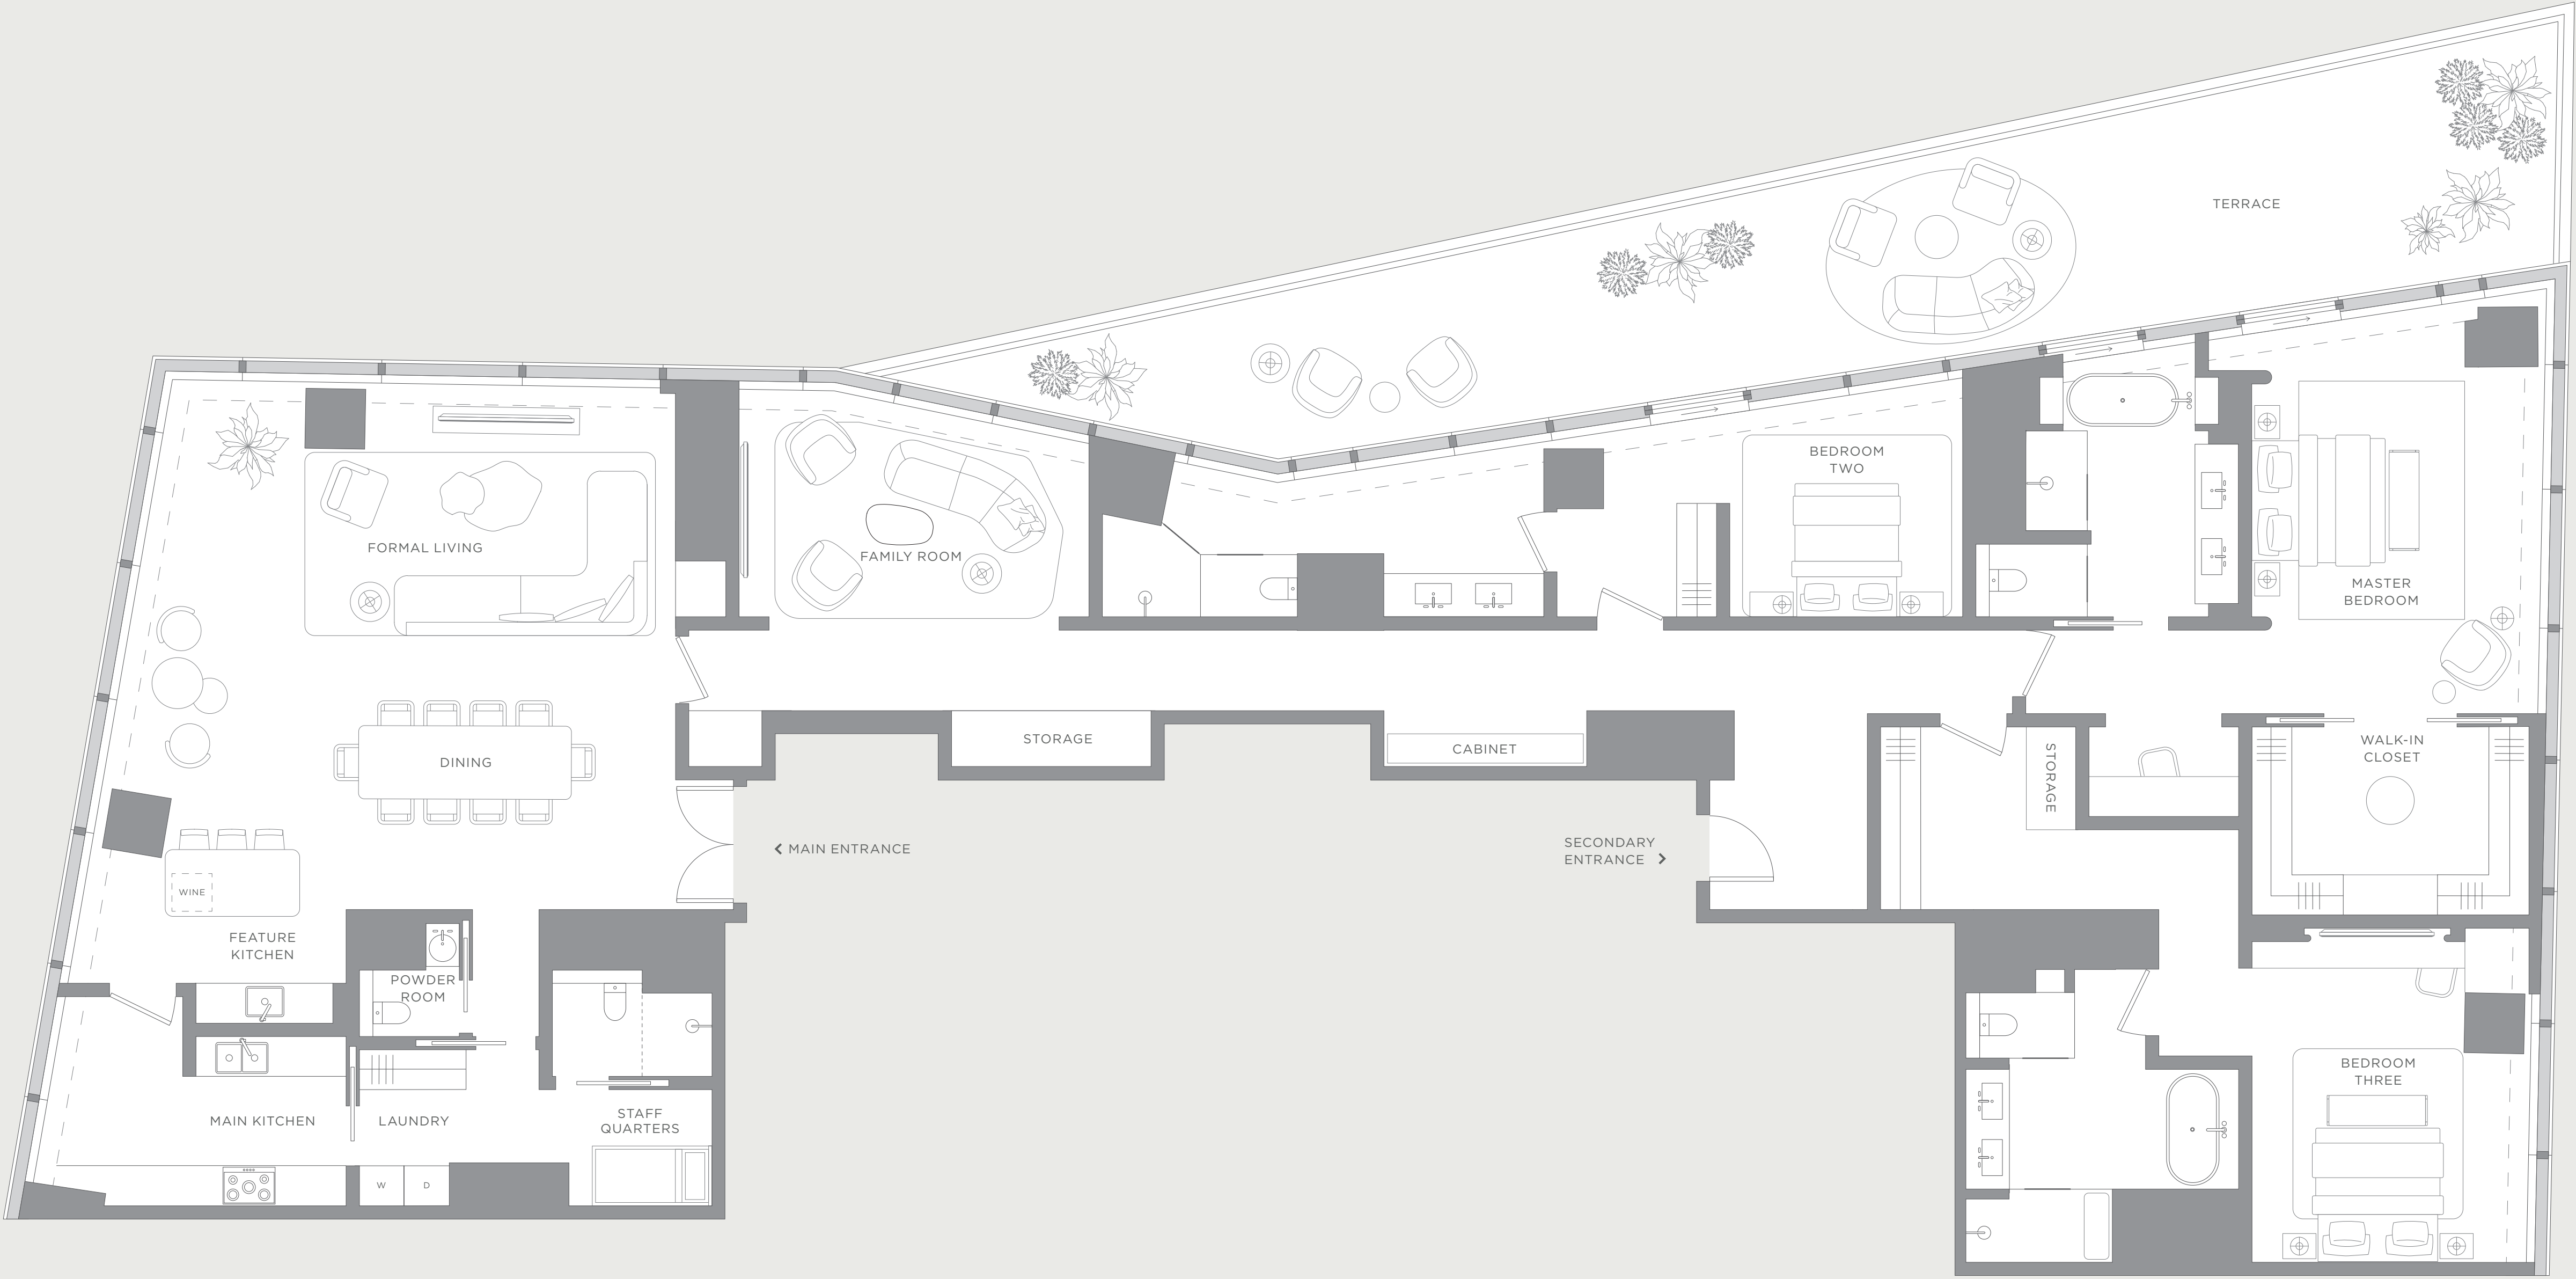 TERRACE
BEDROOM
TWO
FORMAL LIVING
FAMILY ROOM
MASTER
BEDROOM
STORAGE
CABINET
WALK-IN
CLOSET
DINING
STORAGE
MAIN ENTRANCE
SECONDARY
ENTRANCE
WINE
FEATURE
KITCHEN
POWDER
ROOM
BEDROOM
THREE
MAIN KITCHEN
LAUNDRY
STAFF
QUARTERS
W
D